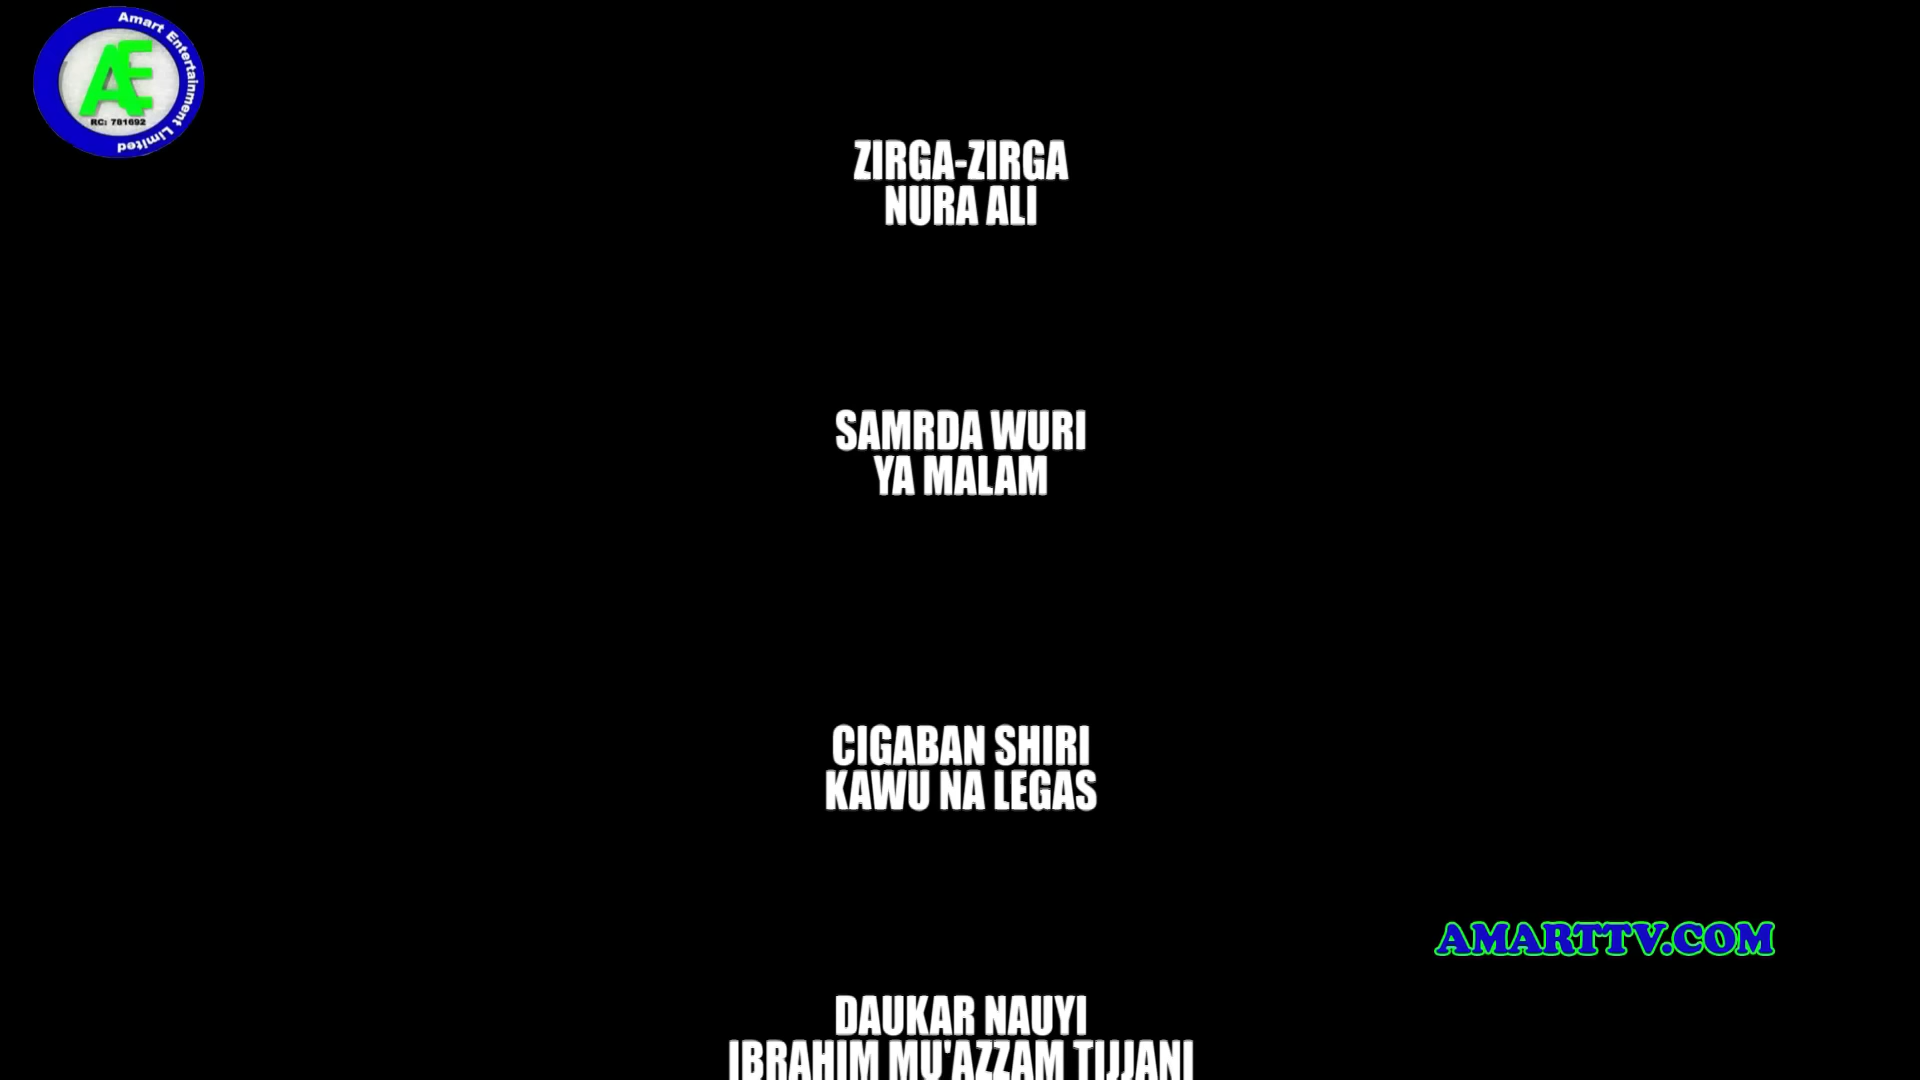 Amart Entertainment Limited
AE
RC: 781692
ZIRGA-ZIRGA
NURA ALI
SAMRDA WURI
YA MALAM
CIGABAN SHIRI
KAWU NA LEGAS
AMARTTV.COM
DAUKAR NAUYI
IBRAHIM MU'AZZAM TIJJANI